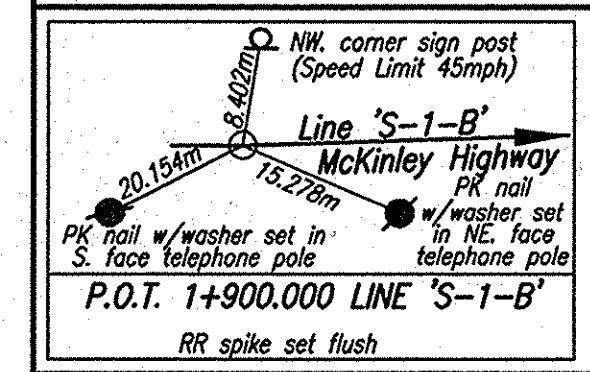 NW. corner sign post
(Speed Limit 45mph)
8.402m
Line 'S-1-B'
McKinley Highway
20.154m
15.278m
PK nail w/washer set in
S. face telephone pole
PK nail
w/washer set
in NE. face
telephone pole
P.O.T. 1+900.000 LINE 'S-1-B'
RR spike set flush